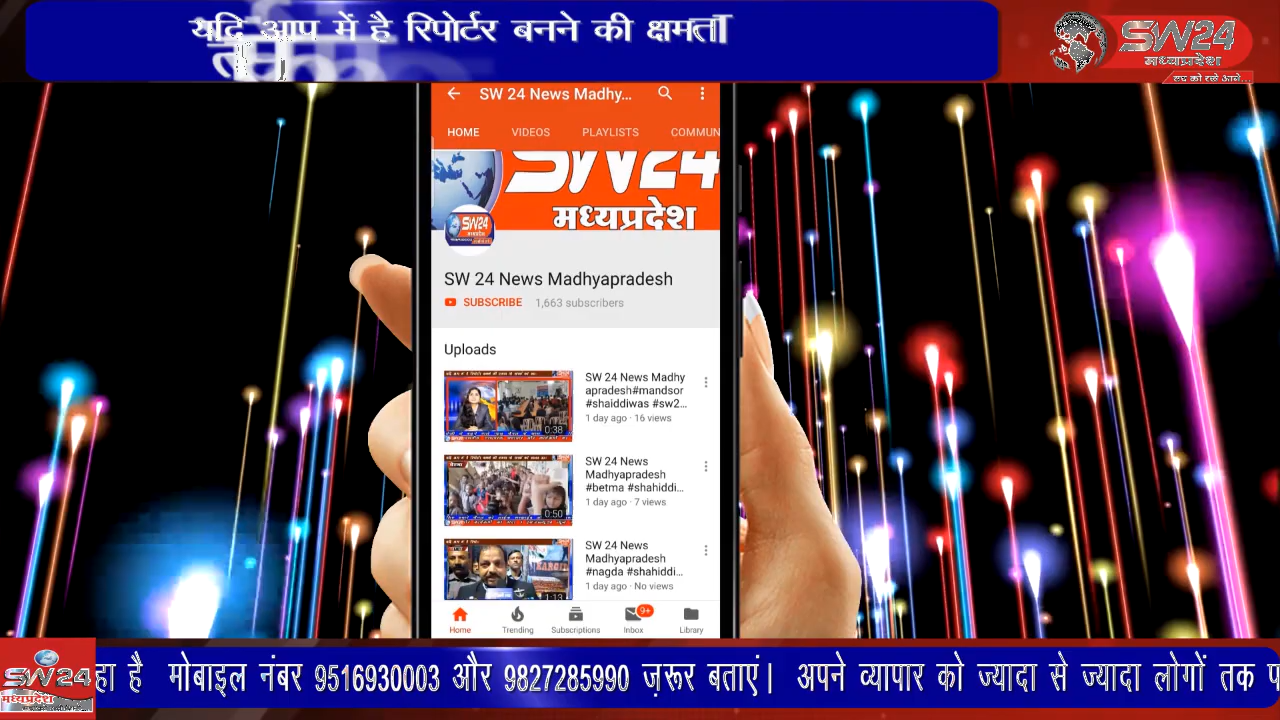 यदि आप में है रिपोर्टर बनने की क्षमता
SW24
मध्यप्रदेश
SW 24 News Madhy...
HOME VIDEOS PLAYLISTS COMMUN
SW24
मध्यप्रदेश
SW24
SW 24 News Madhyapradesh
SUBSCRIBE 1,663 subscribers
Uploads
SW 24 News Madhy
apradesh#mandsor
#shaiddiwas #sw2...
1 day ago · 16 views
0:38
SW 24 News
Madhyapradesh
#betma #shahiddi...
1 day ago · 7 views
0:50
SW 24 News
Madhyapradesh
#nagda #shahiddi...
1 day ago · No views
1:13
Home Trending Subscriptions Inbox 9+ Library
SW24
मध्यप्रदेश
हा है मोबाइल नंबर 9516930003 और 9827285990 ज़रूर बताएं। अपने व्यापार को ज्यादा से ज्यादा लोगों तक प